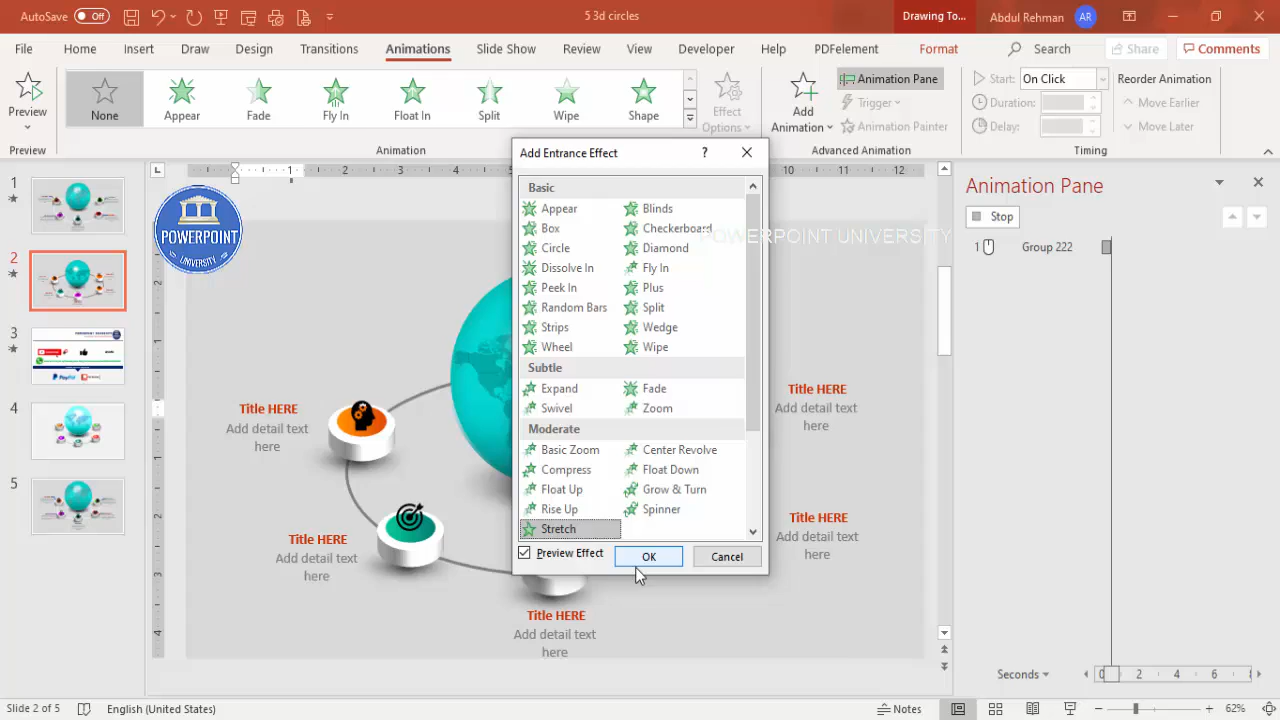 AutoSave Off
5 3d circles
Drawing To...
Abdul Rehman AR
File Home Insert Draw Design Transitions Animations Slide Show Review View Developer Help PDFelement Format Search Share Comments
Preview
None
Appear
Fade
Fly In
Float In
Split
Wipe
Shape
Effect
Options
Add
Animation
Animation Pane
Trigger
Animation Painter
Start: On Click
Duration:
Delay:
Reorder Animation
Move Earlier
Move Later
Preview
Animation
Advanced Animation
Timing
1
2
3
4
5
POWERPOINT
UNIVERSITY
POWERPOINT UNIVERSITY
Add Entrance Effect ?
Basic
Appear Blinds
Box Checkerboard
Circle Diamond
Dissolve In Fly In
Peek In Plus
Random Bars Split
Strips Wedge
Wheel Wipe
Subtle
Expand Fade
Swivel Zoom
Moderate
Basic Zoom Center Revolve
Compress Float Down
Float Up Grow & Turn
Rise Up Spinner
Stretch
Preview Effect OK Cancel
Title HERE
Add detail text
here
Title HERE
Add detail text
here
Title HERE
Add detail text
here
Title HERE
Add detail text
here
Title HERE
Add detail text
here
Animation Pane
Stop
1 Group 222
Seconds 0 2 4 6
Slide 2 of 5 English (United States) Notes 62%